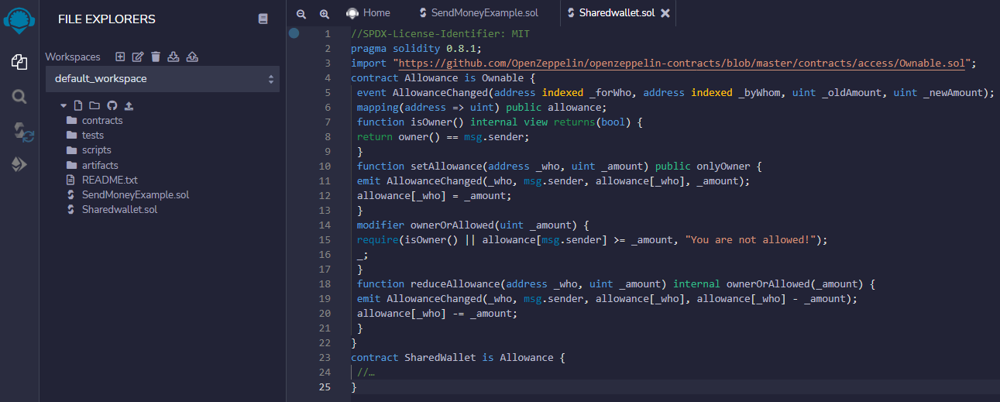 FILE EXPLORERS
Workspaces
default_workspace
contracts
tests
scripts
artifacts
README.txt
SendMoneyExample.sol
Sharedwallet.sol
Home
SendMoneyExample.sol
Sharedwallet.sol
1 //SPDX-License-Identifier: MIT
2 pragma solidity 0.8.1;
3 import "https://github.com/OpenZeppelin/openzeppelin-contracts/blob/master/contracts/access/Ownable.sol";
4 contract Allowance is Ownable {
5 event AllowanceChanged(address indexed _forWho, address indexed _byWhom, uint _oldAmount, uint _newAmount);
6 mapping(address => uint) public allowance;
7 function isOwner() internal view returns(bool) {
8 return owner() == msg.sender;
9 }
10 function setAllowance(address _who, uint _amount) public onlyOwner {
11 emit AllowanceChanged(_who, msg.sender, allowance[_who], _amount);
12 allowance[_who] = _amount;
13 }
14 modifier ownerOrAllowed(uint _amount) {
15 require(isOwner() || allowance[msg.sender] >= _amount, "You are not allowed!");
16 _;
17 }
18 function reduceAllowance(address _who, uint _amount) internal ownerOrAllowed(_amount) {
19 emit AllowanceChanged(_who, msg.sender, allowance[_who], allowance[_who] - _amount);
20 allowance[_who] -= _amount;
21 }
22 }
23 contract SharedWallet is Allowance {
24 //…
25 }